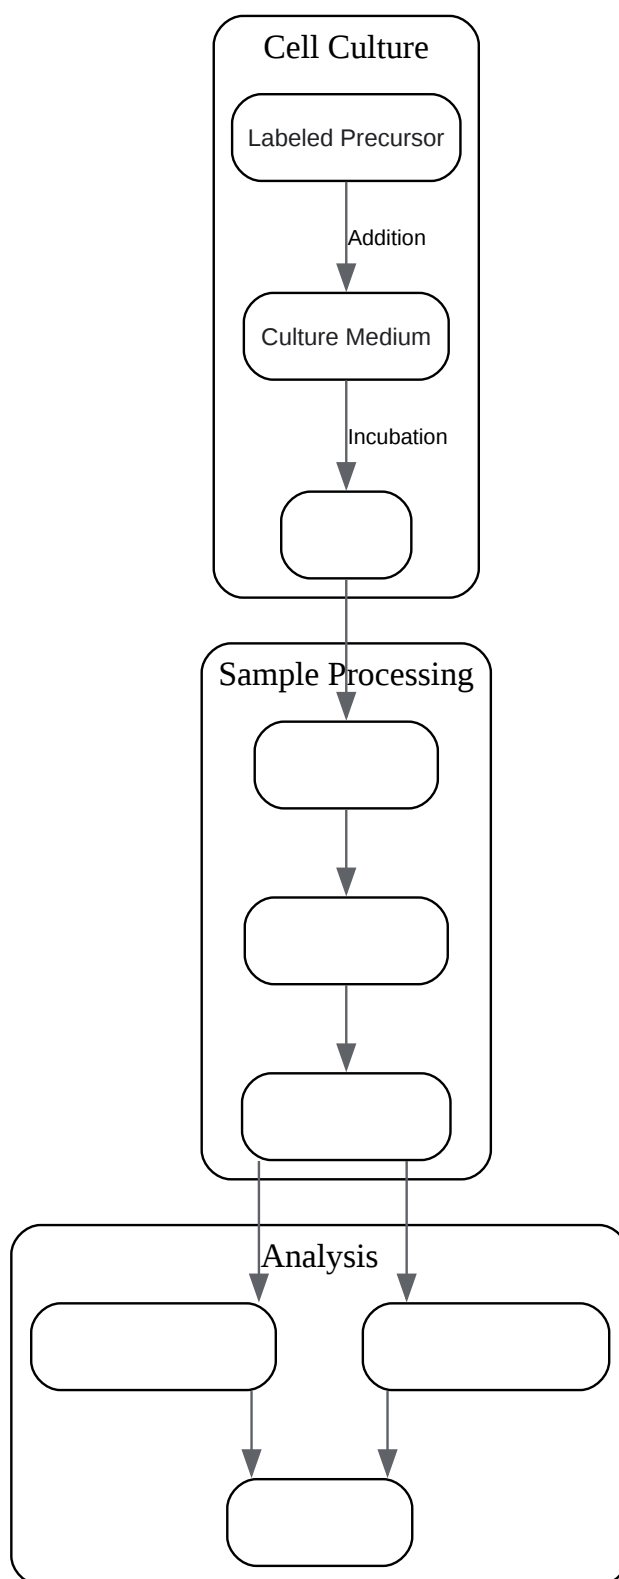 Cell Culture
Labeled Precursor
Addition
Culture Medium
Incubation
Sample Processing
Analysis